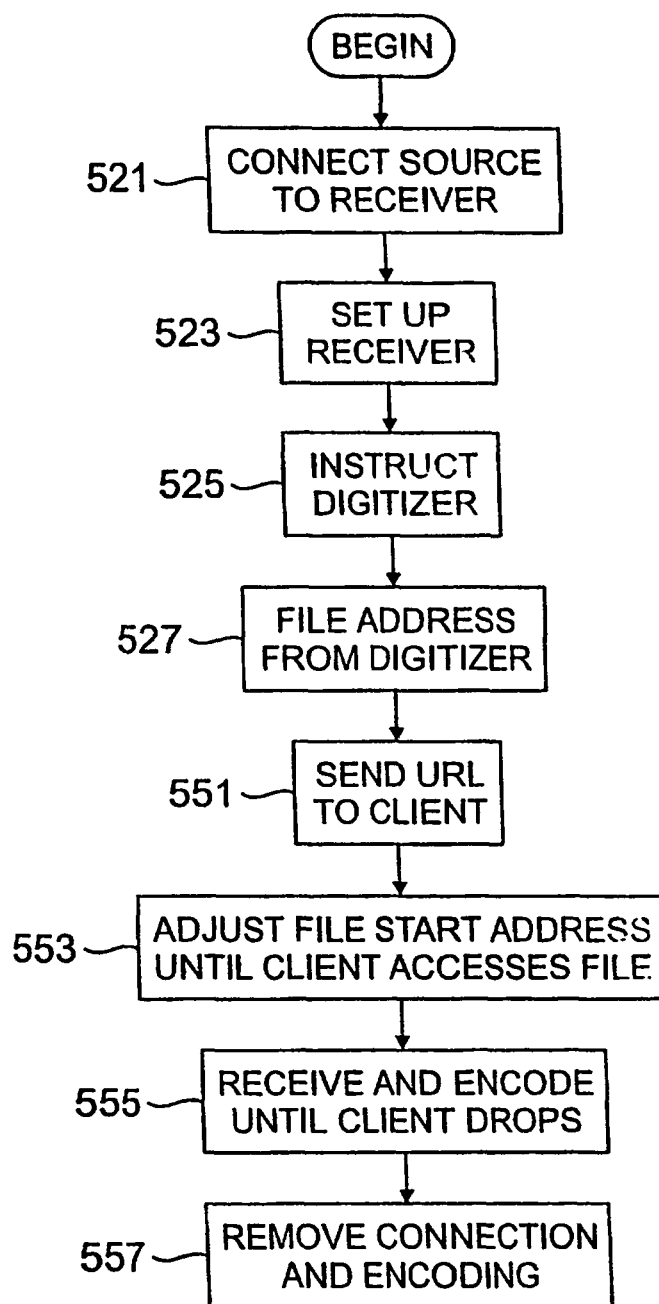 BEGIN
521
CONNECT SOURCE
TO RECEIVER
523
SET UP
RECEIVER
525
INSTRUCT
DIGITIZER
527
FILE ADDRESS
FROM DIGITIZER
551
SEND URL
TO CLIENT
553
ADJUST FILE START ADDRESS
UNTIL CLIENT ACCESSES FILE
555
RECEIVE AND ENCODE
UNTIL CLIENT DROPS
557
REMOVE CONNECTION
AND ENCODING